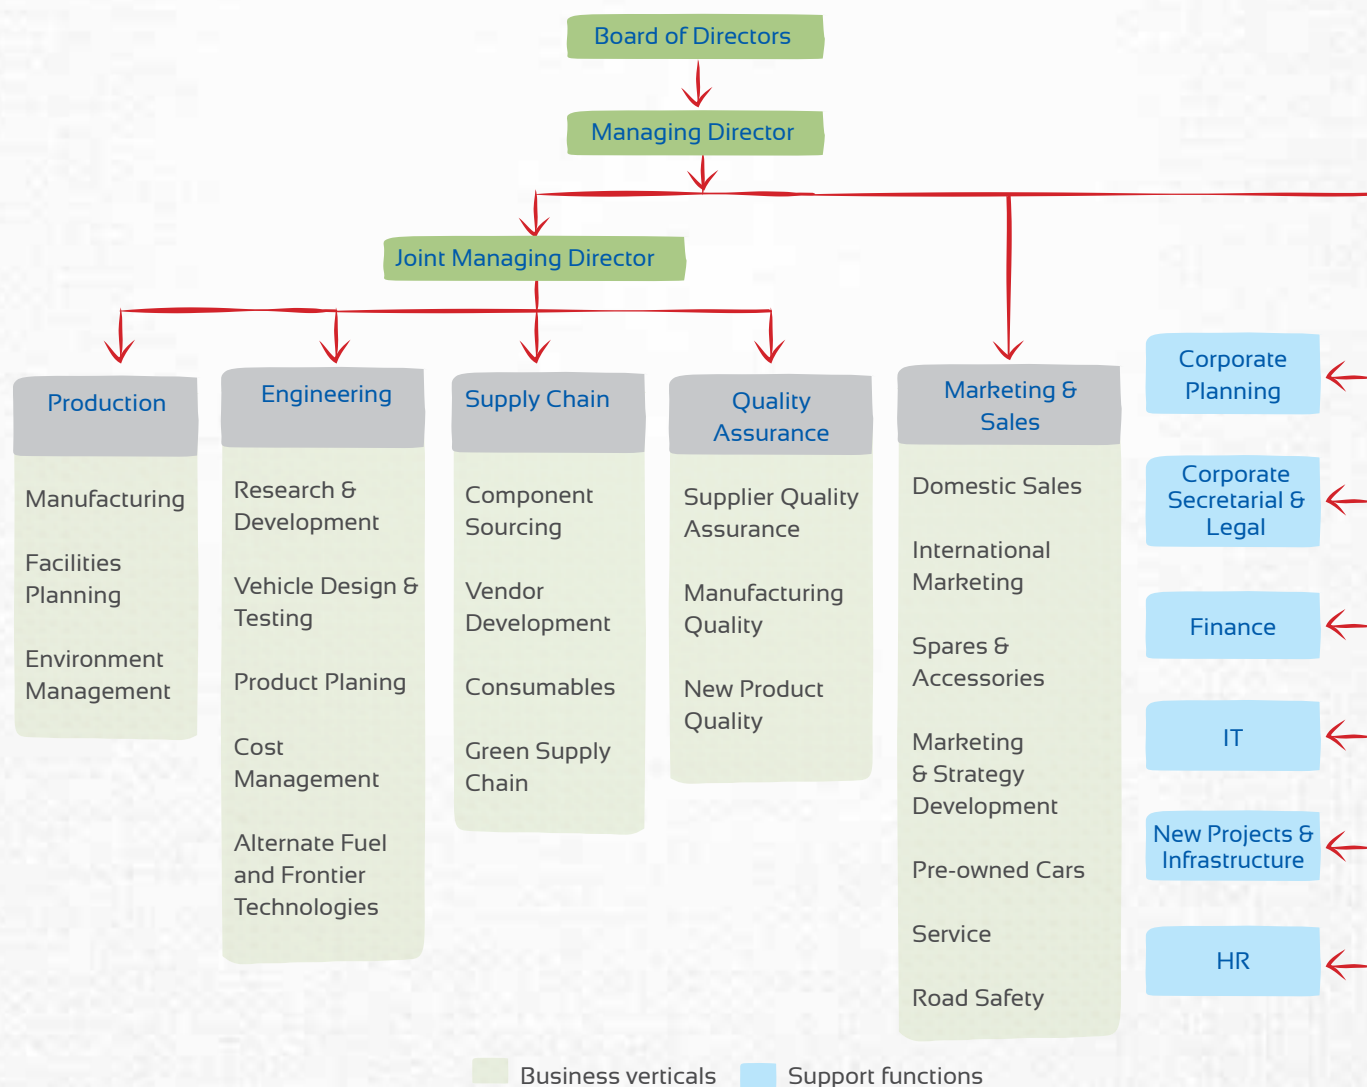 Board of Directors
Managing Director
Joint Managing Director
Production
Manufacturing
Facilities
Planning
Environment
Management
Engineering
Research &
Development
Vehicle Design &
Testing
Product Planing
Cost
Management
Alternate Fuel
and Frontier
Technologies
Supply Chain
Component
Sourcing
Vendor
Development
Consumables
Green Supply
Chain
Quality
Assurance
Supplier Quality
Assurance
Manufacturing
Quality
New Product
Quality
Marketing &
Sales
Domestic Sales
International
Marketing
Spares &
Accessories
Marketing
& Strategy
Development
Pre-owned Cars
Service
Road Safety
Corporate
Planning
Corporate
Secretarial &
Legal
Finance
IT
New Projects &
Infrastructure
HR
Business verticals
Support functions